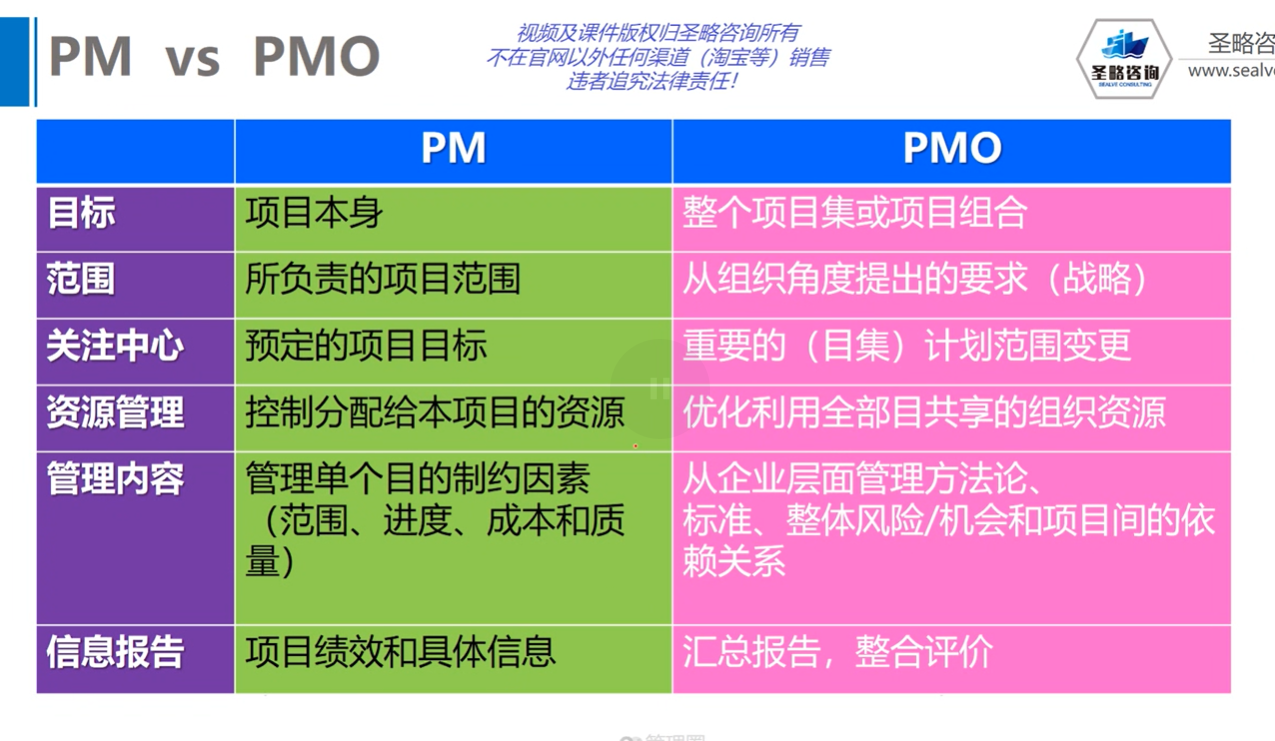 PM vs PMO
视频及课件版权归圣略咨询所有
不在官网以外任何渠道（淘宝等）销售
违者追究法律责任！
圣略咨询
SEALVE CONSULTING
圣略咨
www.sealv
PM
PMO
目标
项目本身
整个项目集或项目组合
范围
所负责的项目范围
从组织角度提出的要求（战略）
关注中心
预定的项目目标
重要的（目集）计划范围变更
资源管理
控制分配给本项目的资源
优化利用全部目共享的组织资源
管理内容
管理单个目的制约因素
（范围、进度、成本和质
量）
从企业层面管理方法论、
标准、整体风险/机会和项目间的依
赖关系
信息报告
项目绩效和具体信息
汇总报告，整合评价